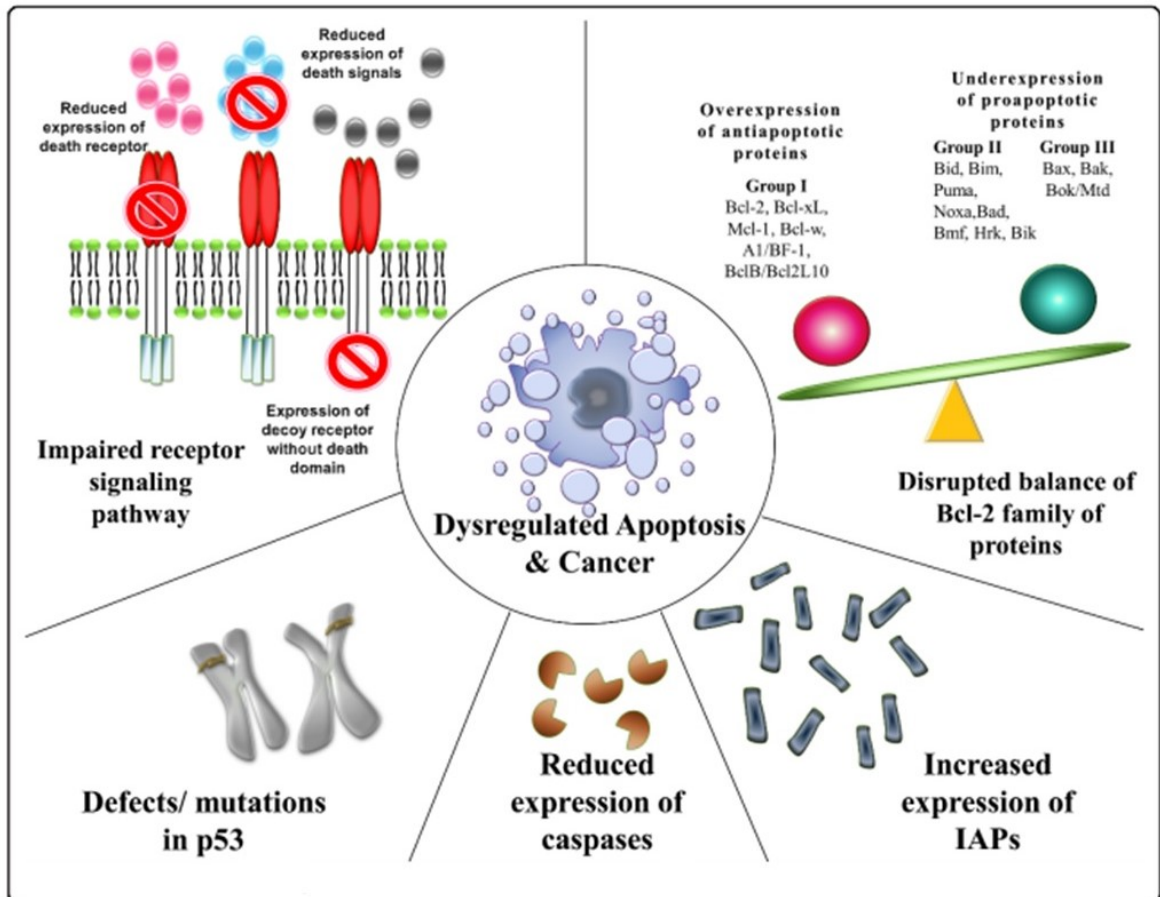 Reduced
expression of
death signals
Reduced
expression of
death receptor
Expression of
decoy receptor
without death
domain
Impaired receptor
signaling
pathway
Overexpression
of antiapoptotic
proteins
Group I
Bcl-2, Bcl-xL,
Mcl-1, Bcl-w,
A1/BF-1,
BclB/Bcl2L10
Underexpression
of proapoptotic
proteins
Group II
Bid, Bim,
Puma,
Noxa,Bad,
Bmf, Hrk, Bik
Group III
Bax, Bak,
Bok/Mtd
Disrupted balance of
Bcl-2 family of
proteins
Dysregulated Apoptosis
& Cancer
Defects/ mutations
in p53
Reduced
expression of
caspases
Increased
expression of
IAPs